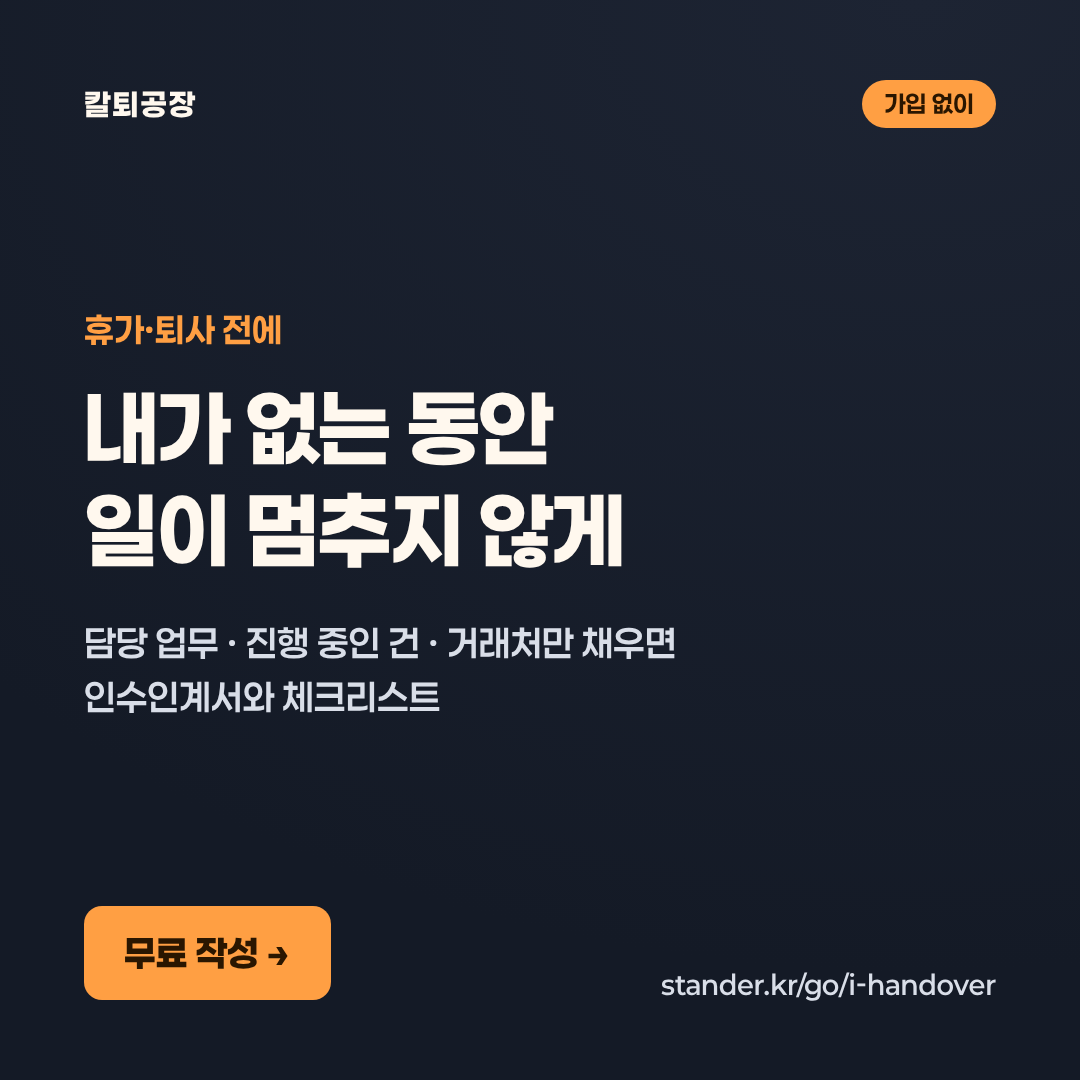 칼퇴공장
가입 없이
휴가·퇴사 전에
내가 없는 동안
일이 멈추지 않게
담당 업무 · 진행 중인 건 · 거래처만 채우면
인수인계서와 체크리스트
무료 작성 →
stander.kr/go/i-handover